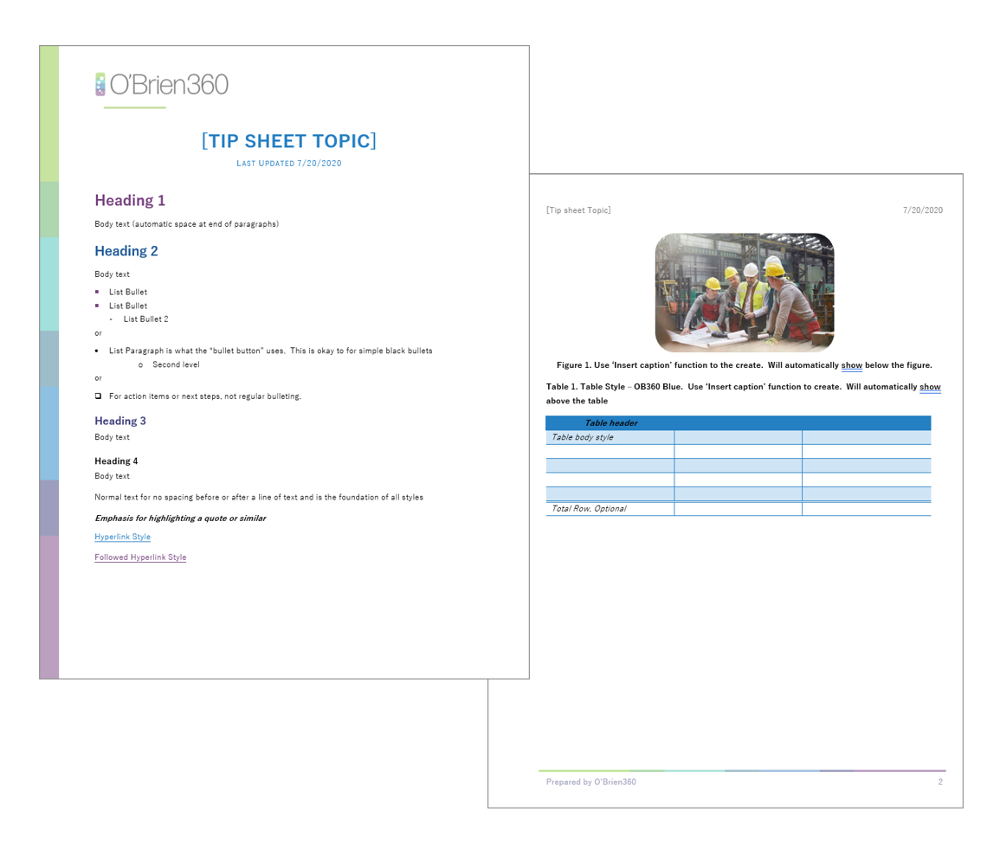 O'Brien360
[TIP SHEET TOPIC]
LAST UPDATED 7/20/2020
Heading 1
Body text (automatic space at end of paragraphs)
Heading 2
Body text
▪ List Bullet
▪ List Bullet
- List Bullet 2
or
• List Paragraph is what the “bullet button” uses. This is okay to for simple black bullets
o Second level
or
❑ For action items or next steps, not regular bulleting.
Heading 3
Body text
Heading 4
Body text
Normal text for no spacing before or after a line of text and is the foundation of all styles
Emphasis for highlighting a quote or similar
Hyperlink Style
Followed Hyperlink Style
[Tip sheet Topic] 7/20/2020
Figure 1. Use ‘Insert caption’ function to the create. Will automatically show below the figure.
Table 1. Table Style – OB360 Blue. Use ‘Insert caption’ function to create. Will automatically show
above the table
Table header
Table body style
Total Row, Optional
Prepared by O'Brien360 2